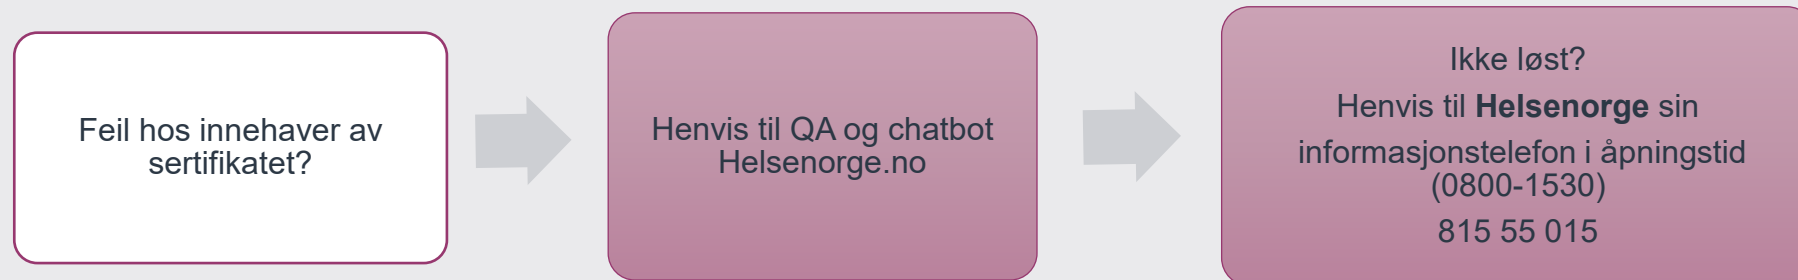 Feil hos innehaver av
sertifikatet?
Henvis til QA og chatbot
Helsenorge.no
Ikke løst?
Henvis til Helsenorge sin
informasjonstelefon i åpningstid
(0800-1530)
815 55 015